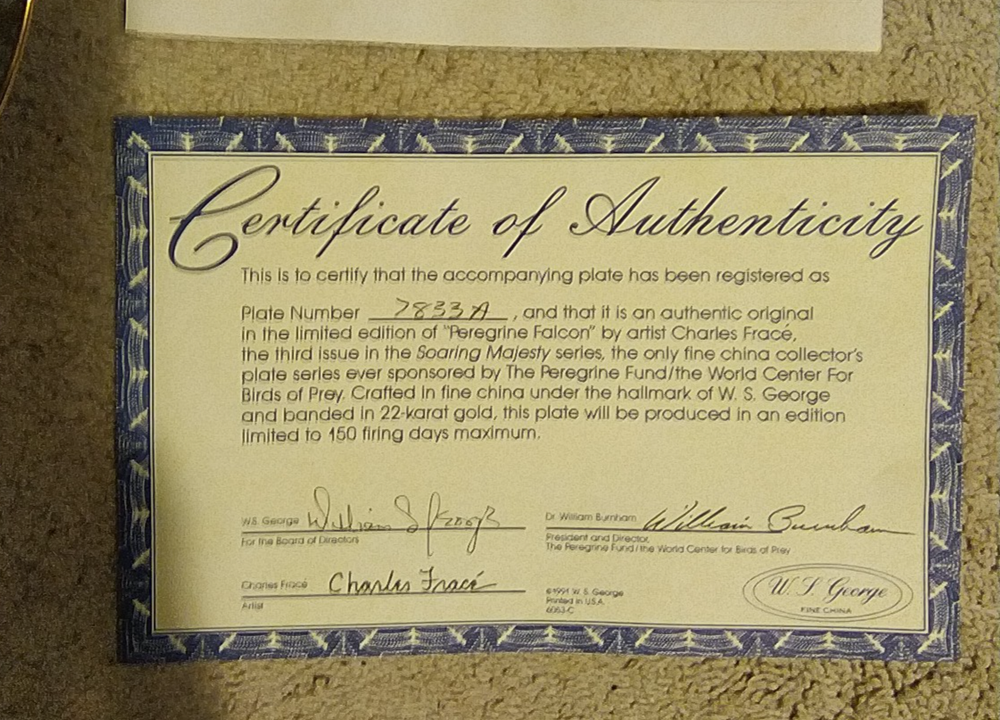 Certificate of Authenticity
This is to certify that the accompanying plate has been registered as
Plate Number 7833A, and that it is an authentic original
in the limited edition of "Peregrine Falcon" by artist Charles Fracé,
the third issue in the Soaring Majesty series, the only fine china collector's
plate series ever sponsored by The Peregrine Fund/the World Center For
Birds of Prey. Crafted in fine china under the hallmark of W. S. George
and banded in 22-karat gold, this plate will be produced in an edition
limited to 150 firing days maximum.
W.S. George William S George
For the Board of Directors
Dr. William Burnham William Burnham
President and Director,
The Peregrine Fund/the World Center for Birds of Prey
Charles Fracé Charles Fracé
Artist
©1991 W. S. George
Printed in U.S.A.
6063-C
W. S. George
FINE CHINA